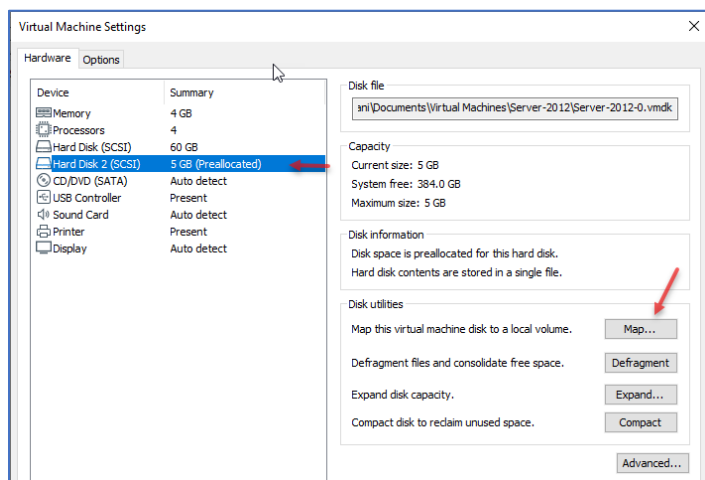 Virtual Machine Settings
Hardware Options
Device Summary
Memory 4 GB
Processors 4
Hard Disk (SCSI) 60 GB
Hard Disk 2 (SCSI) 5 GB (Preallocated)
CD/DVD (SATA) Auto detect
USB Controller Present
Sound Card Auto detect
Printer Present
Display Auto detect
Disk file
ani\Documents\Virtual Machines\Server-2012\Server-2012-0.vmdk
Capacity
Current size: 5 GB
System free: 384.0 GB
Maximum size: 5 GB
Disk information
Disk space is preallocated for this hard disk.
Hard disk contents are stored in a single file.
Disk utilities
Map this virtual machine disk to a local volume. Map...
Defragment files and consolidate free space. Defragment
Expand disk capacity. Expand...
Compact disk to reclaim unused space. Compact
Advanced...